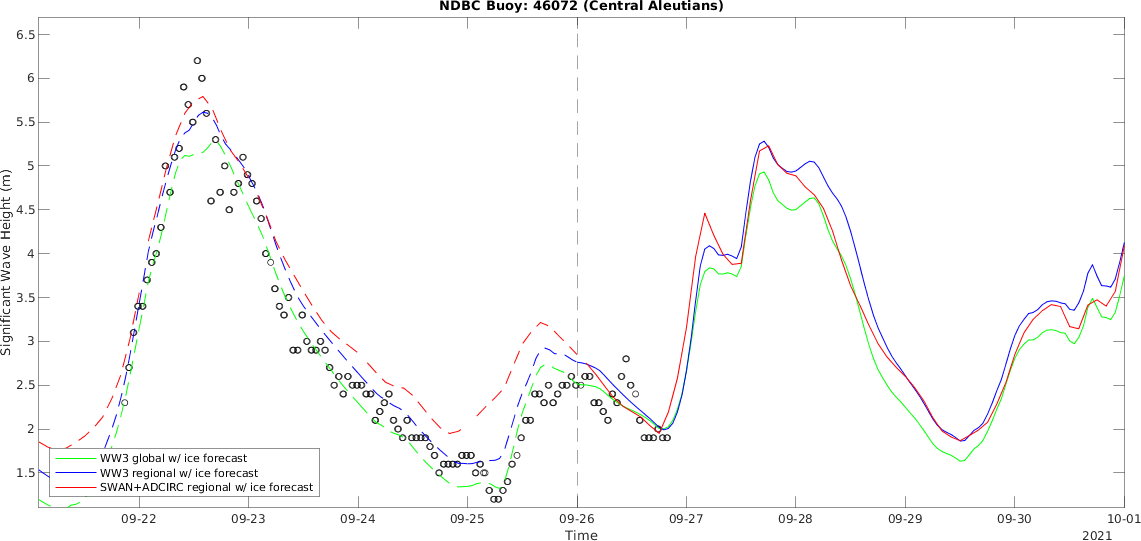 NDBC Buoy: 46072 (Central Aleutians)
6.5
6
5.5
5
4.5
4
3.5
3
2.5
2
1.5
Significant Wave Height (m)
WW3 global w/ ice forecast
WW3 regional w/ ice forecast
SWAN+ADCIRC regional w/ ice forecast
09-22 09-23 09-24 09-25 09-26 09-27 09-28 09-29 09-30 10-01
Time
2021